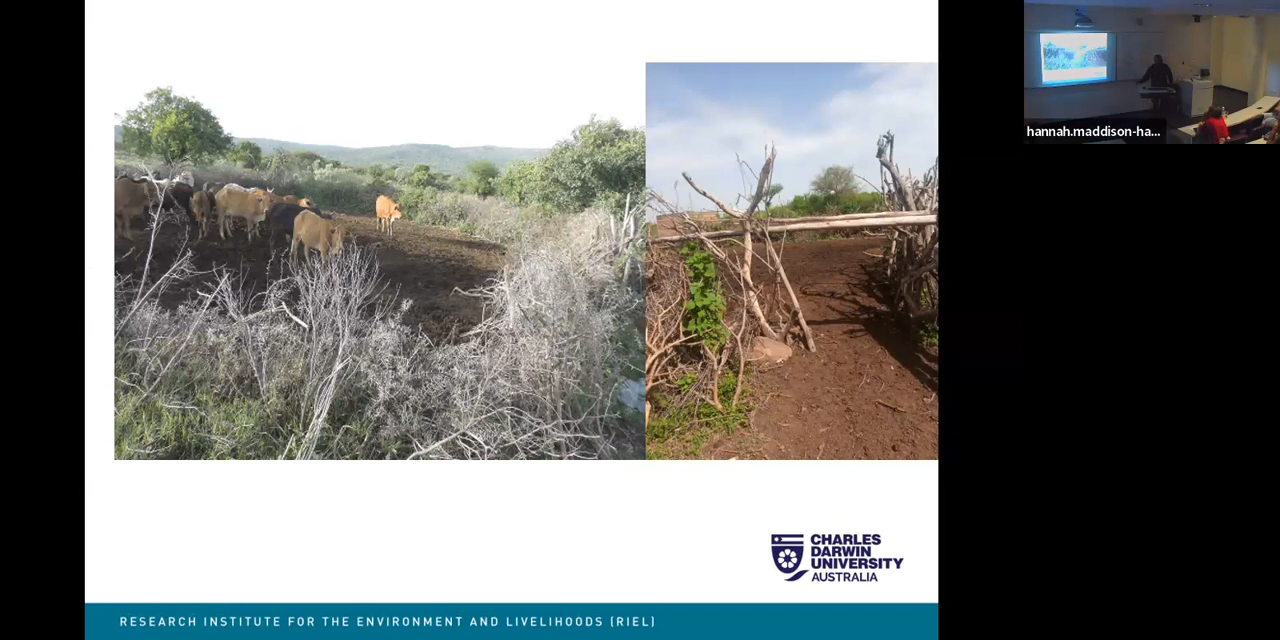 hannah.maddison-ha...
CHARLES
DARWIN
UNIVERSITY
AUSTRALIA
RESEARCH INSTITUTE FOR THE ENVIRONMENT AND LIVELIHOODS (RIEL)